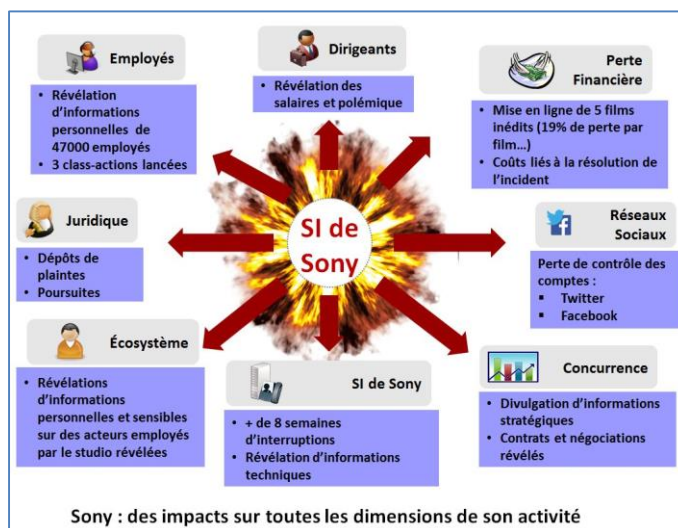 Employés
• Révélation
d'informations
personnelles de
47000 employés
• 3 class-actions lancées
Dirigeants
• Révélation des
salaires et polémique
Perte
Financière
• Mise en ligne de 5 films
inédits (19% de perte par
film...)
• Coûts liés à la résolution de
l'incident
Juridique
• Dépôts de
plaintes
• Poursuites
SI de
Sony
Réseaux
Sociaux
Perte de contrôle des
comptes :
▪ Twitter
▪ Facebook
Écosystème
• Révélations
d'informations
personnelles et sensibles
sur des acteurs employés
par le studio révélées
SI de Sony
• + de 8 semaines
d'interruptions
• Révélation d'informations
techniques
Concurrence
• Divulgation d'informations
stratégiques
• Contrats et négociations
révélés
Sony : des impacts sur toutes les dimensions de son activité